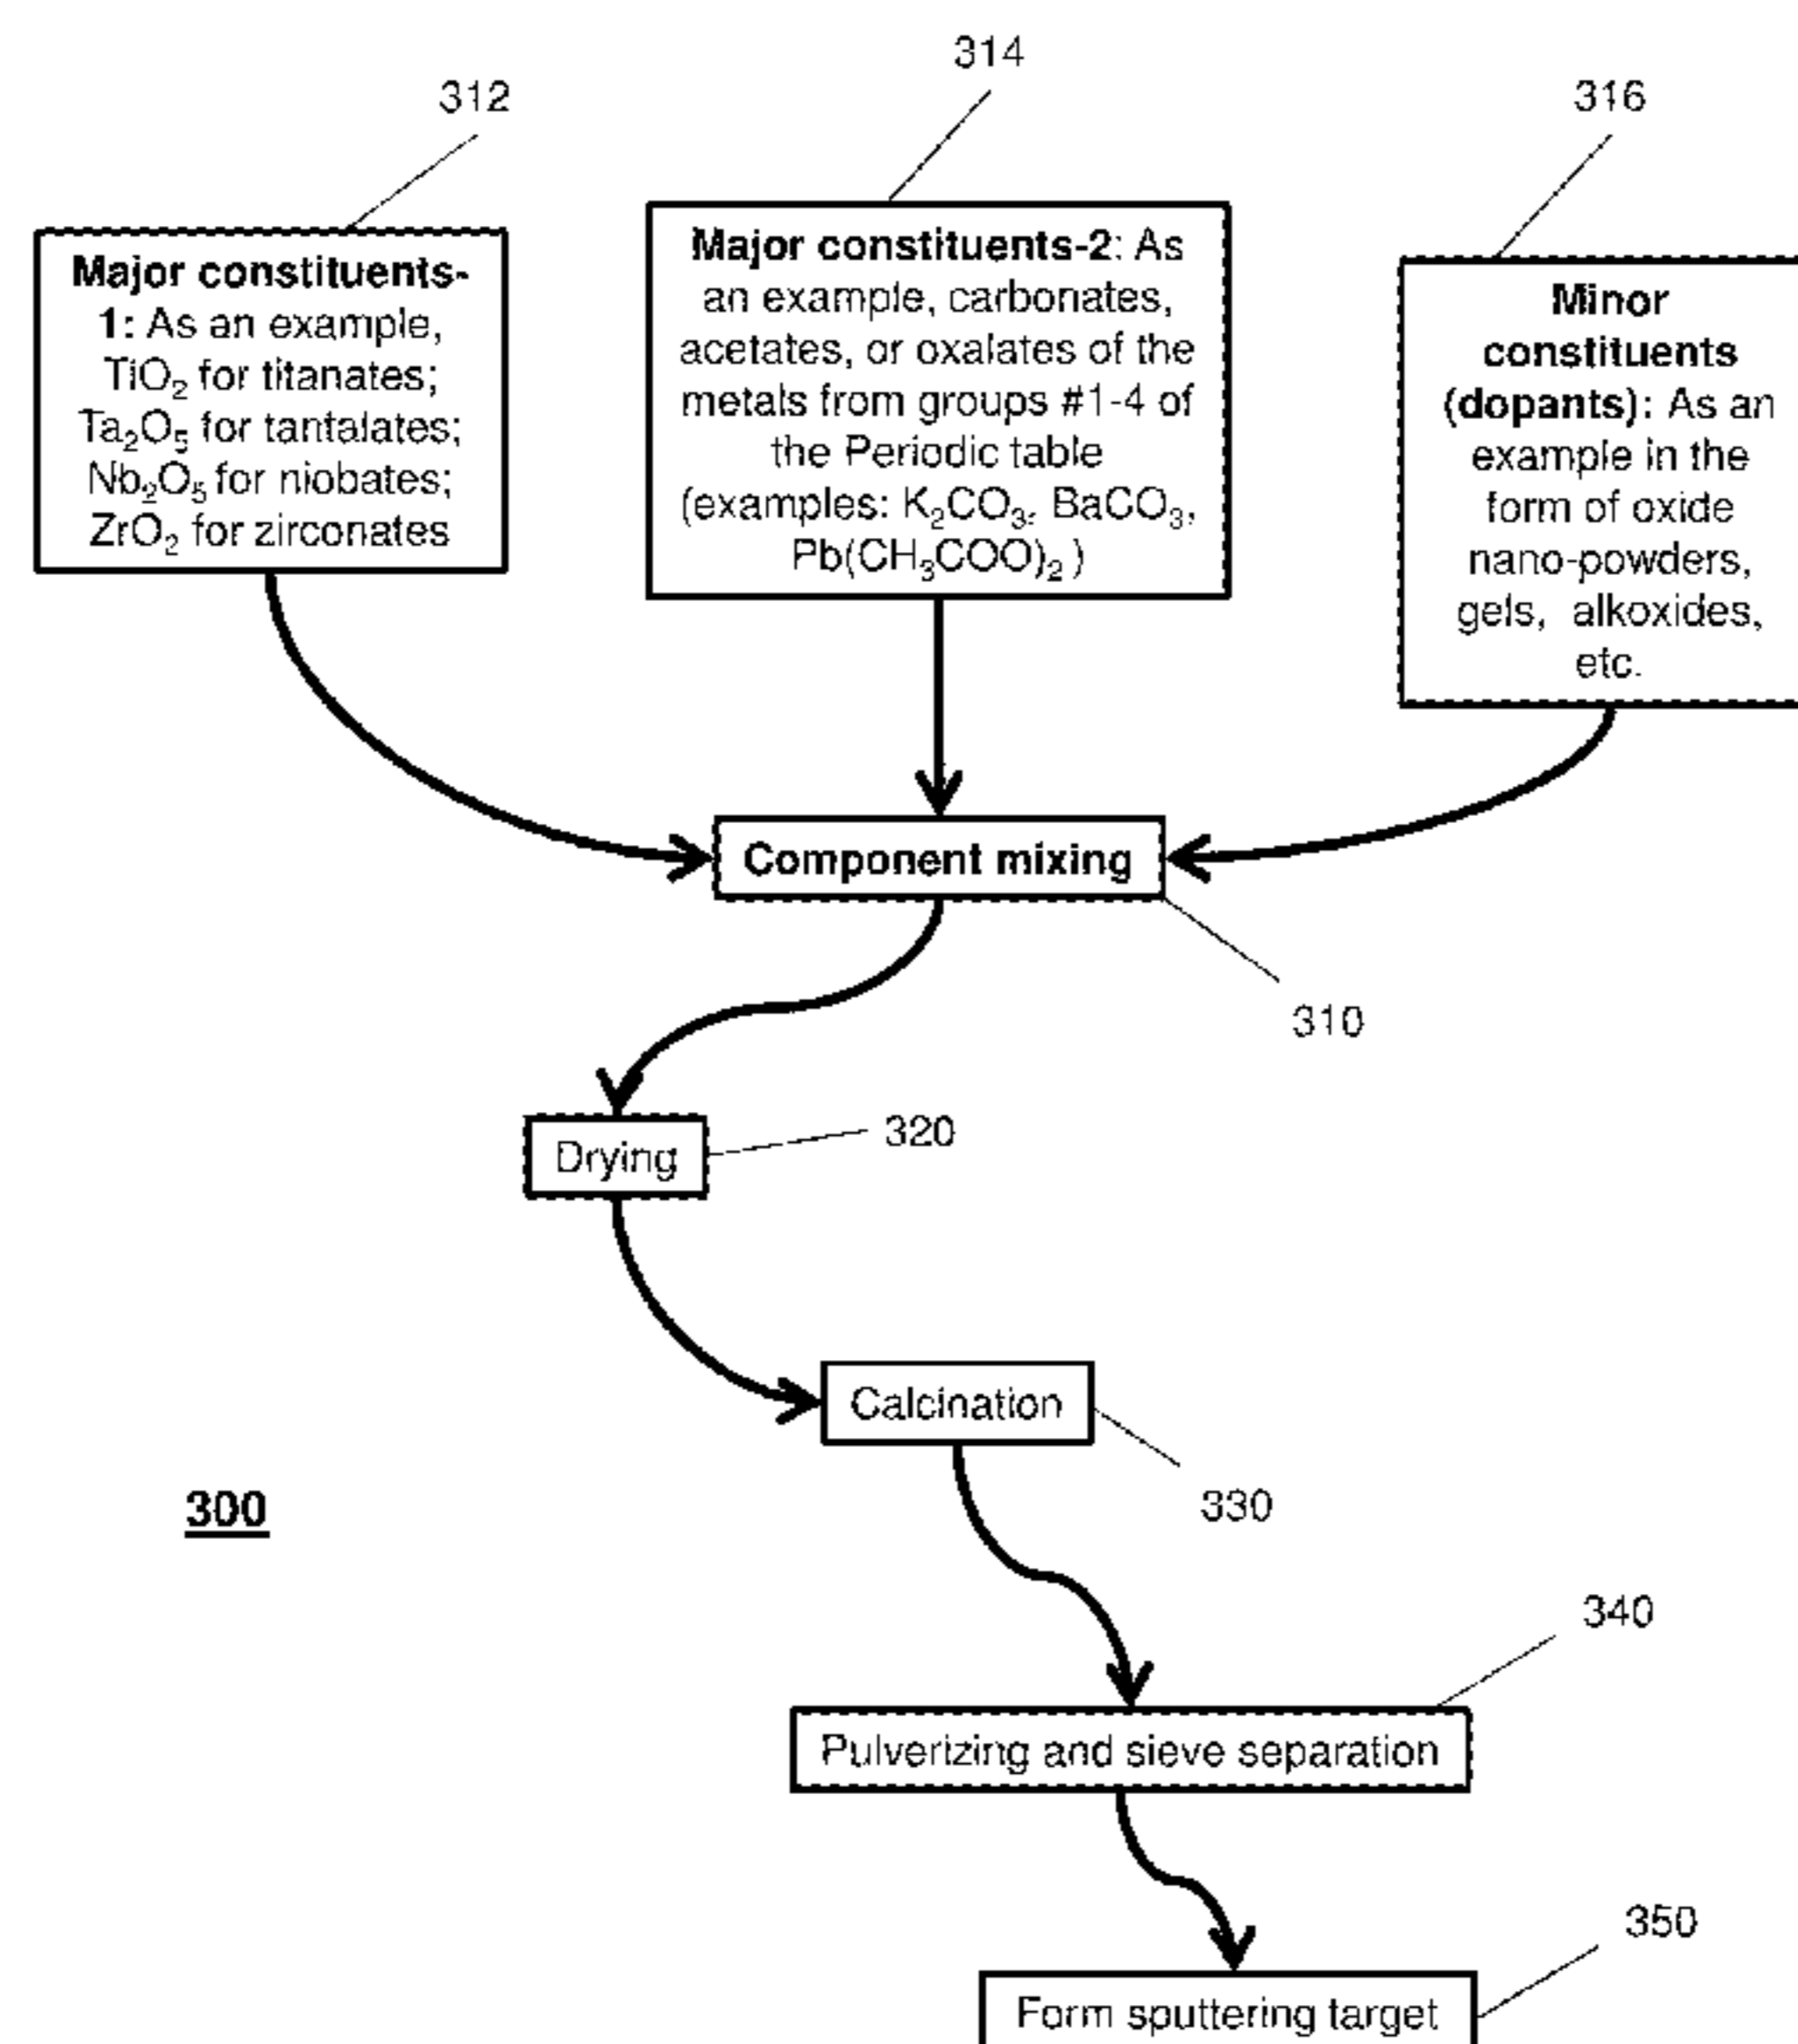 314
312
316
Major constituents-
1: As an example,
TiO₂ for titanates;
Ta₂O₅ for tantalates;
Nb₂O₅ for niobates;
ZrO₂ for zirconates
Major constituents-2: As
an example, carbonates,
acetates, or oxalates of the
metals from groups #1-4 of
the Periodic table
(examples: K₂CO₃, BaCO₃,
Pb(CH₃COO)₂ )
Minor
constituents
(dopants): As an
example in the
form of oxide
nano-powders,
gels, alkoxides,
etc.
Component mixing
310
Drying
320
Calcination
330
300
340
Pulverizing and sieve separation
350
Form sputtering target